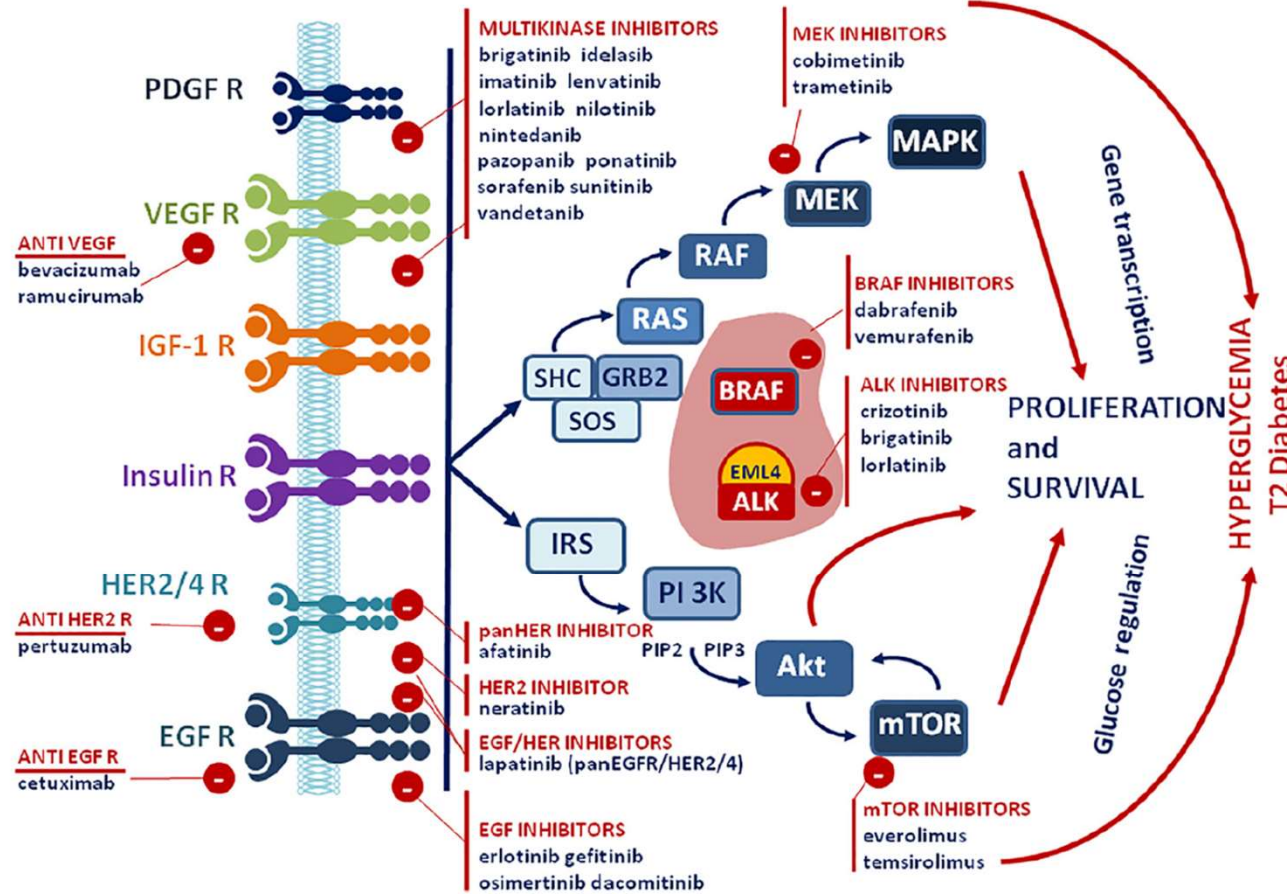 PDGF R
VEGF R
ANTI VEGF
bevacizumab
ramucirumab
IGF-1 R
Insulin R
HER2/4 R
ANTI HER2 R
pertuzumab
EGF R
ANTI EGF R
cetuximab
MULTIKINASE INHIBITORS
brigatinib idelasib
imatinib lenvatinib
lorlatinib nilotinib
nintedanib
pazopanib ponatinib
sorafenib sunitinib
vandetanib
MEK INHIBITORS
cobimetinib
trametinib
MAPK
MEK
RAF
RAS
SHC
GRB2
SOS
BRAF INHIBITORS
dabrafenib
vemurafenib
BRAF
ALK INHIBITORS
crizotinib
brigatinib
lorlatinib
EML4
ALK
IRS
PI 3K
PIP2
PIP3
Akt
mTOR
panHER INHIBITOR
afatinib
HER2 INHIBITOR
neratinib
EGF/HER INHIBITORS
lapatinib (panEGFR/HER2/4)
EGF INHIBITORS
erlotinib gefitinib
osimertinib dacomitinib
mTOR INHIBITORS
everolimus
temsirolimus
Gene transcription
PROLIFERATION
and
SURVIVAL
Glucose regulation
HYPERGLYCEMIA
T2 Diabetes